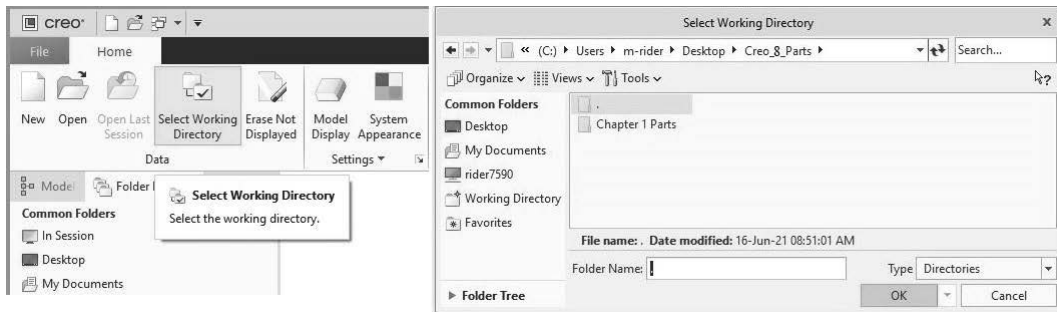 creo·
File Home
New Open Open Last Session Select Working Directory Erase Not Displayed Model Display System Appearance
Data Settings
Model Folder
Common Folders
In Session
Desktop
My Documents
Select Working Directory
Select the working directory.
Select Working Directory x
« (C:) Users m-rider Desktop Creo_8_Parts Search...
Organize Views Tools ?
Common Folders
Desktop
My Documents
rider7590
Working Directory
Favorites
Folder Tree
.
Chapter 1 Parts
File name: . Date modified: 16-Jun-21 08:51:01 AM
Folder Name: . Type Directories
OK Cancel